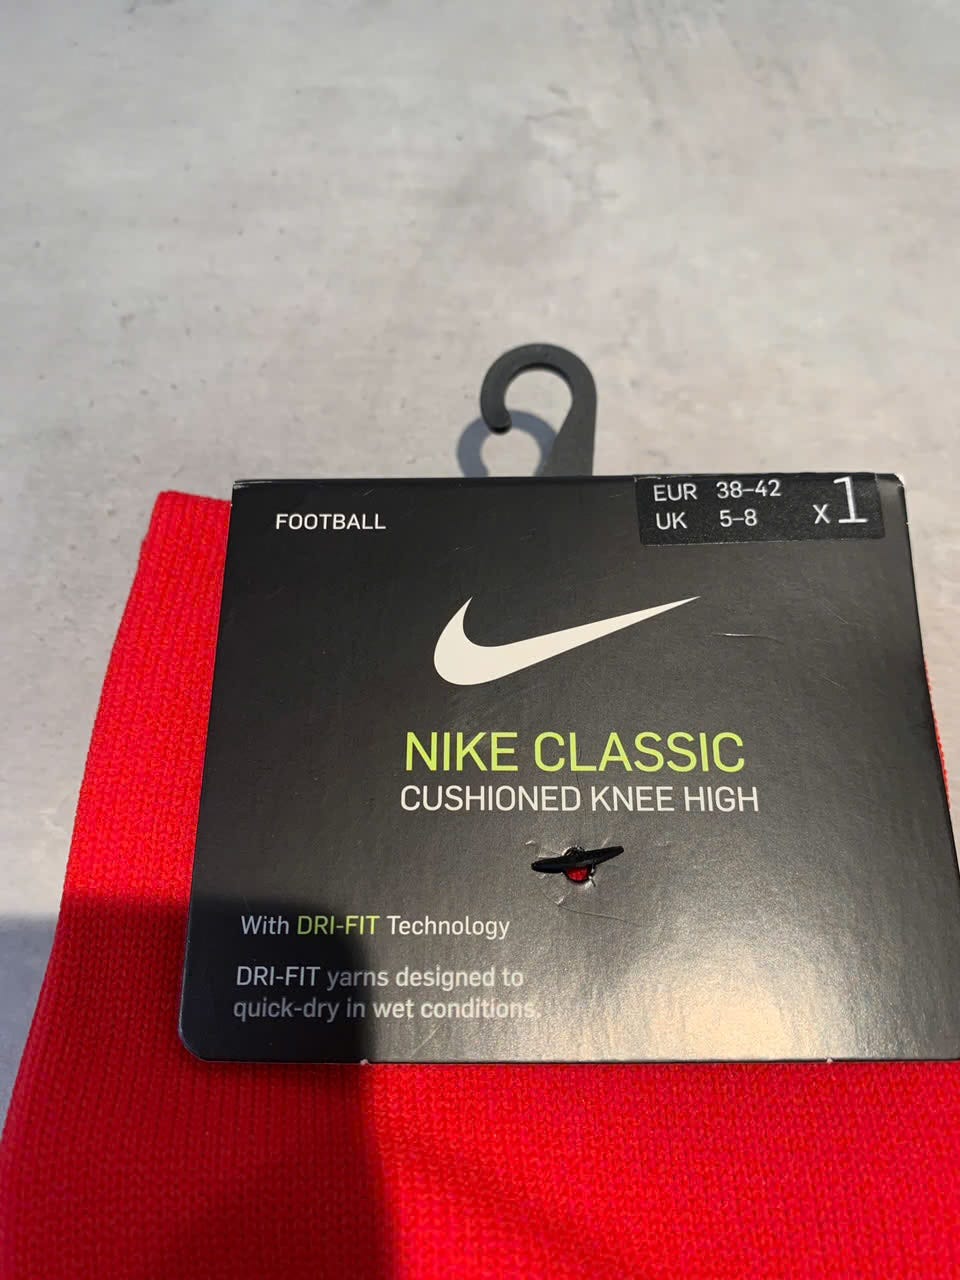 FOOTBALL
EUR 38–42
UK 5–8
x1
NIKE CLASSIC
CUSHIONED KNEE HIGH
With DRI-FIT Technology
DRI-FIT yarns designed to
quick-dry in wet conditions.